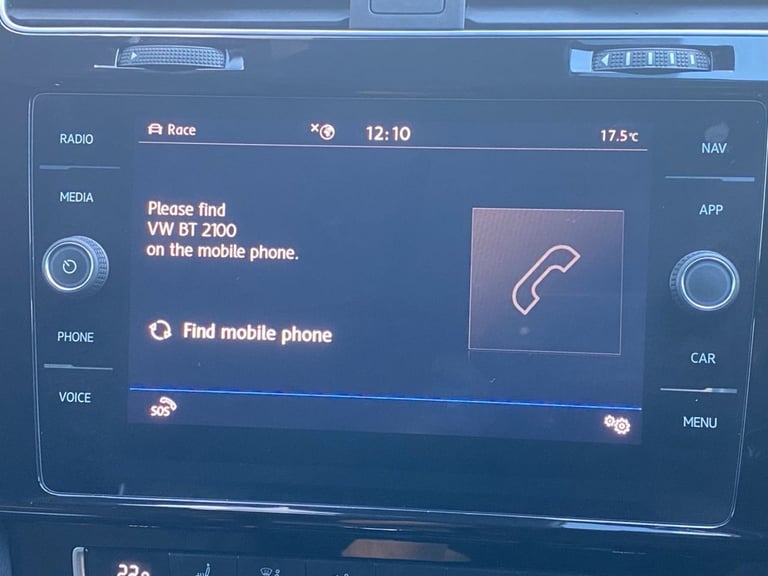 RADIO
MEDIA
PHONE
VOICE
Race
12:10
17.5°C
Please find
VW BT 2100
on the mobile phone.
Find mobile phone
SOS
NAV
APP
CAR
MENU